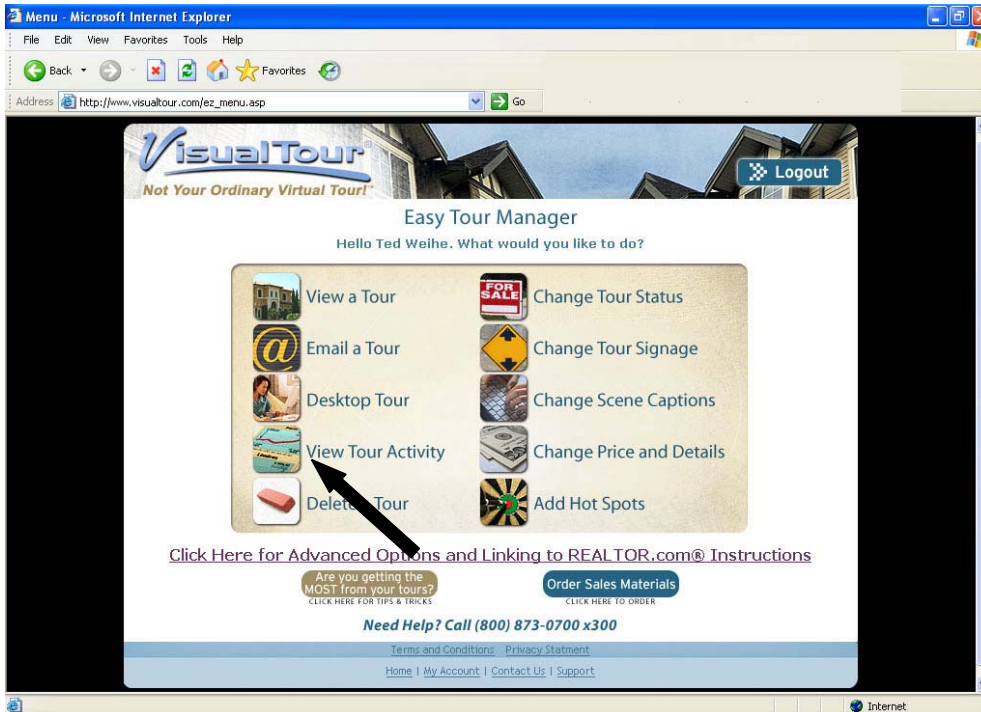 Menu - Microsoft Internet Explorer
File Edit View Favorites Tools Help
Back Favorites
Address http://www.visualtour.com/ez_menu.asp Go
VisualTour®
Not Your Ordinary Virtual Tour!
Logout
Easy Tour Manager
Hello Ted Weihe. What would you like to do?
View a Tour
FOR SALE
Change Tour Status
@
Email a Tour
Change Tour Signage
Desktop Tour
Change Scene Captions
View Tour Activity
Change Price and Details
Delete Tour
Add Hot Spots
Click Here for Advanced Options and Linking to REALTOR.com® Instructions
Are you getting the
MOST from your tours?
CLICK HERE FOR TIPS & TRICKS
Order Sales Materials
CLICK HERE TO ORDER
Need Help? Call (800) 873-0700 x300
Terms and Conditions Privacy Statment
Home | My Account | Contact Us | Support
Internet